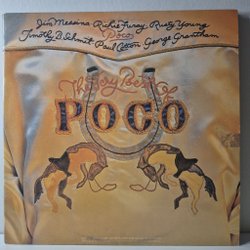 Jim Messina Richie Furay Rusty Young
Poco
Timothy B. Schmit Paul Cotton George Grantham
The Very Best of
POCO